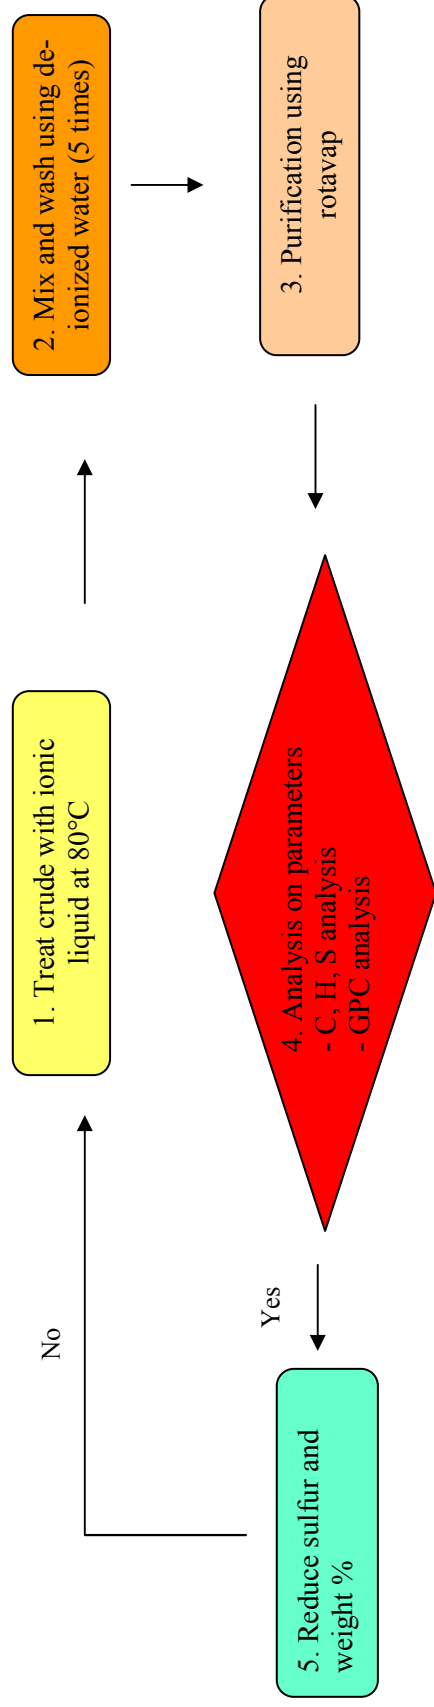 1. Treat crude with ionic
liquid at 80°C
2. Mix and wash using de-
ionized water (5 times)
3. Purification using
rotavap
4. Analysis on parameters
- C, H, S analysis
- GPC analysis
Yes
5. Reduce sulfur and
weight %
No